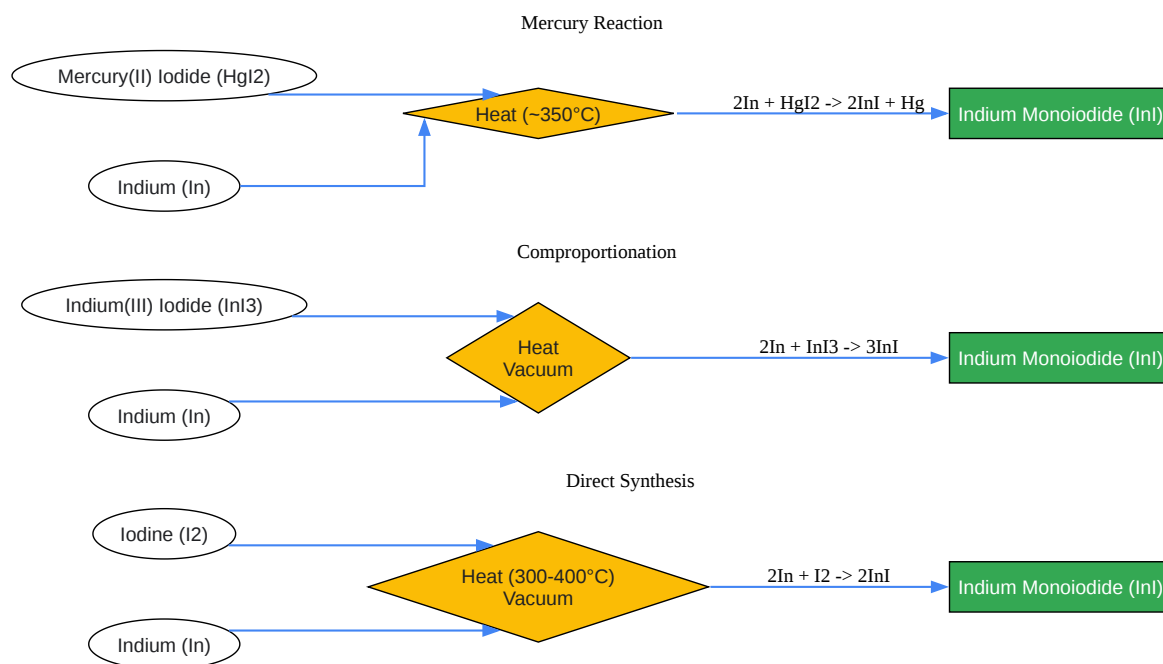 Mercury Reaction
Mercury(II) Iodide (HgI2)
Heat (~350°C)
2In + HgI2 -> 2InI + Hg
Indium Monoiodide (InI)
Indium (In)
Comproportionation
Indium(III) Iodide (InI3)
Heat
Vacuum
2In + InI3 -> 3InI
Indium Monoiodide (InI)
Indium (In)
Direct Synthesis
Iodine (I2)
Heat (300-400°C)
Vacuum
2In + I2 -> 2InI
Indium Monoiodide (InI)
Indium (In)